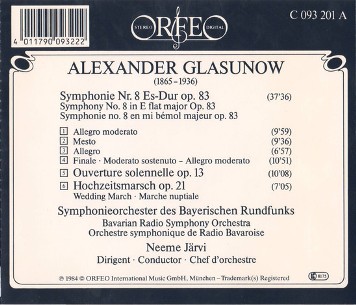 C 093 201 A
STEREO ORFEO DIGITAL
4 011790 093222
ALEXANDER GLASUNOW
(1865-1936)
Symphonie Nr. 8 Es-Dur op. 83 (37'36)
Symphony No. 8 in E flat major Op. 83
Symphonie no. 8 en mi bémol majeur op. 83
1 Allegro moderato (9'59)
2 Mesto (9'36)
3 Allegro (6'57)
4 Finale · Moderato sostenuto – Allegro moderato (10'51)
5 Ouverture solennelle op. 13 (10'08)
6 Hochzeitsmarsch op. 21 (7'05)
Wedding March · Marche nuptiale
Symphonieorchester des Bayerischen Rundfunks
Bavarian Radio Symphony Orchestra
Orchestre symphonique de Radio Bavaroise
Neeme Järvi
Dirigent · Conductor · Chef d'orchestre
℗ 1984 © ORFEO International Music GmbH, München – Trademark(s) Registered